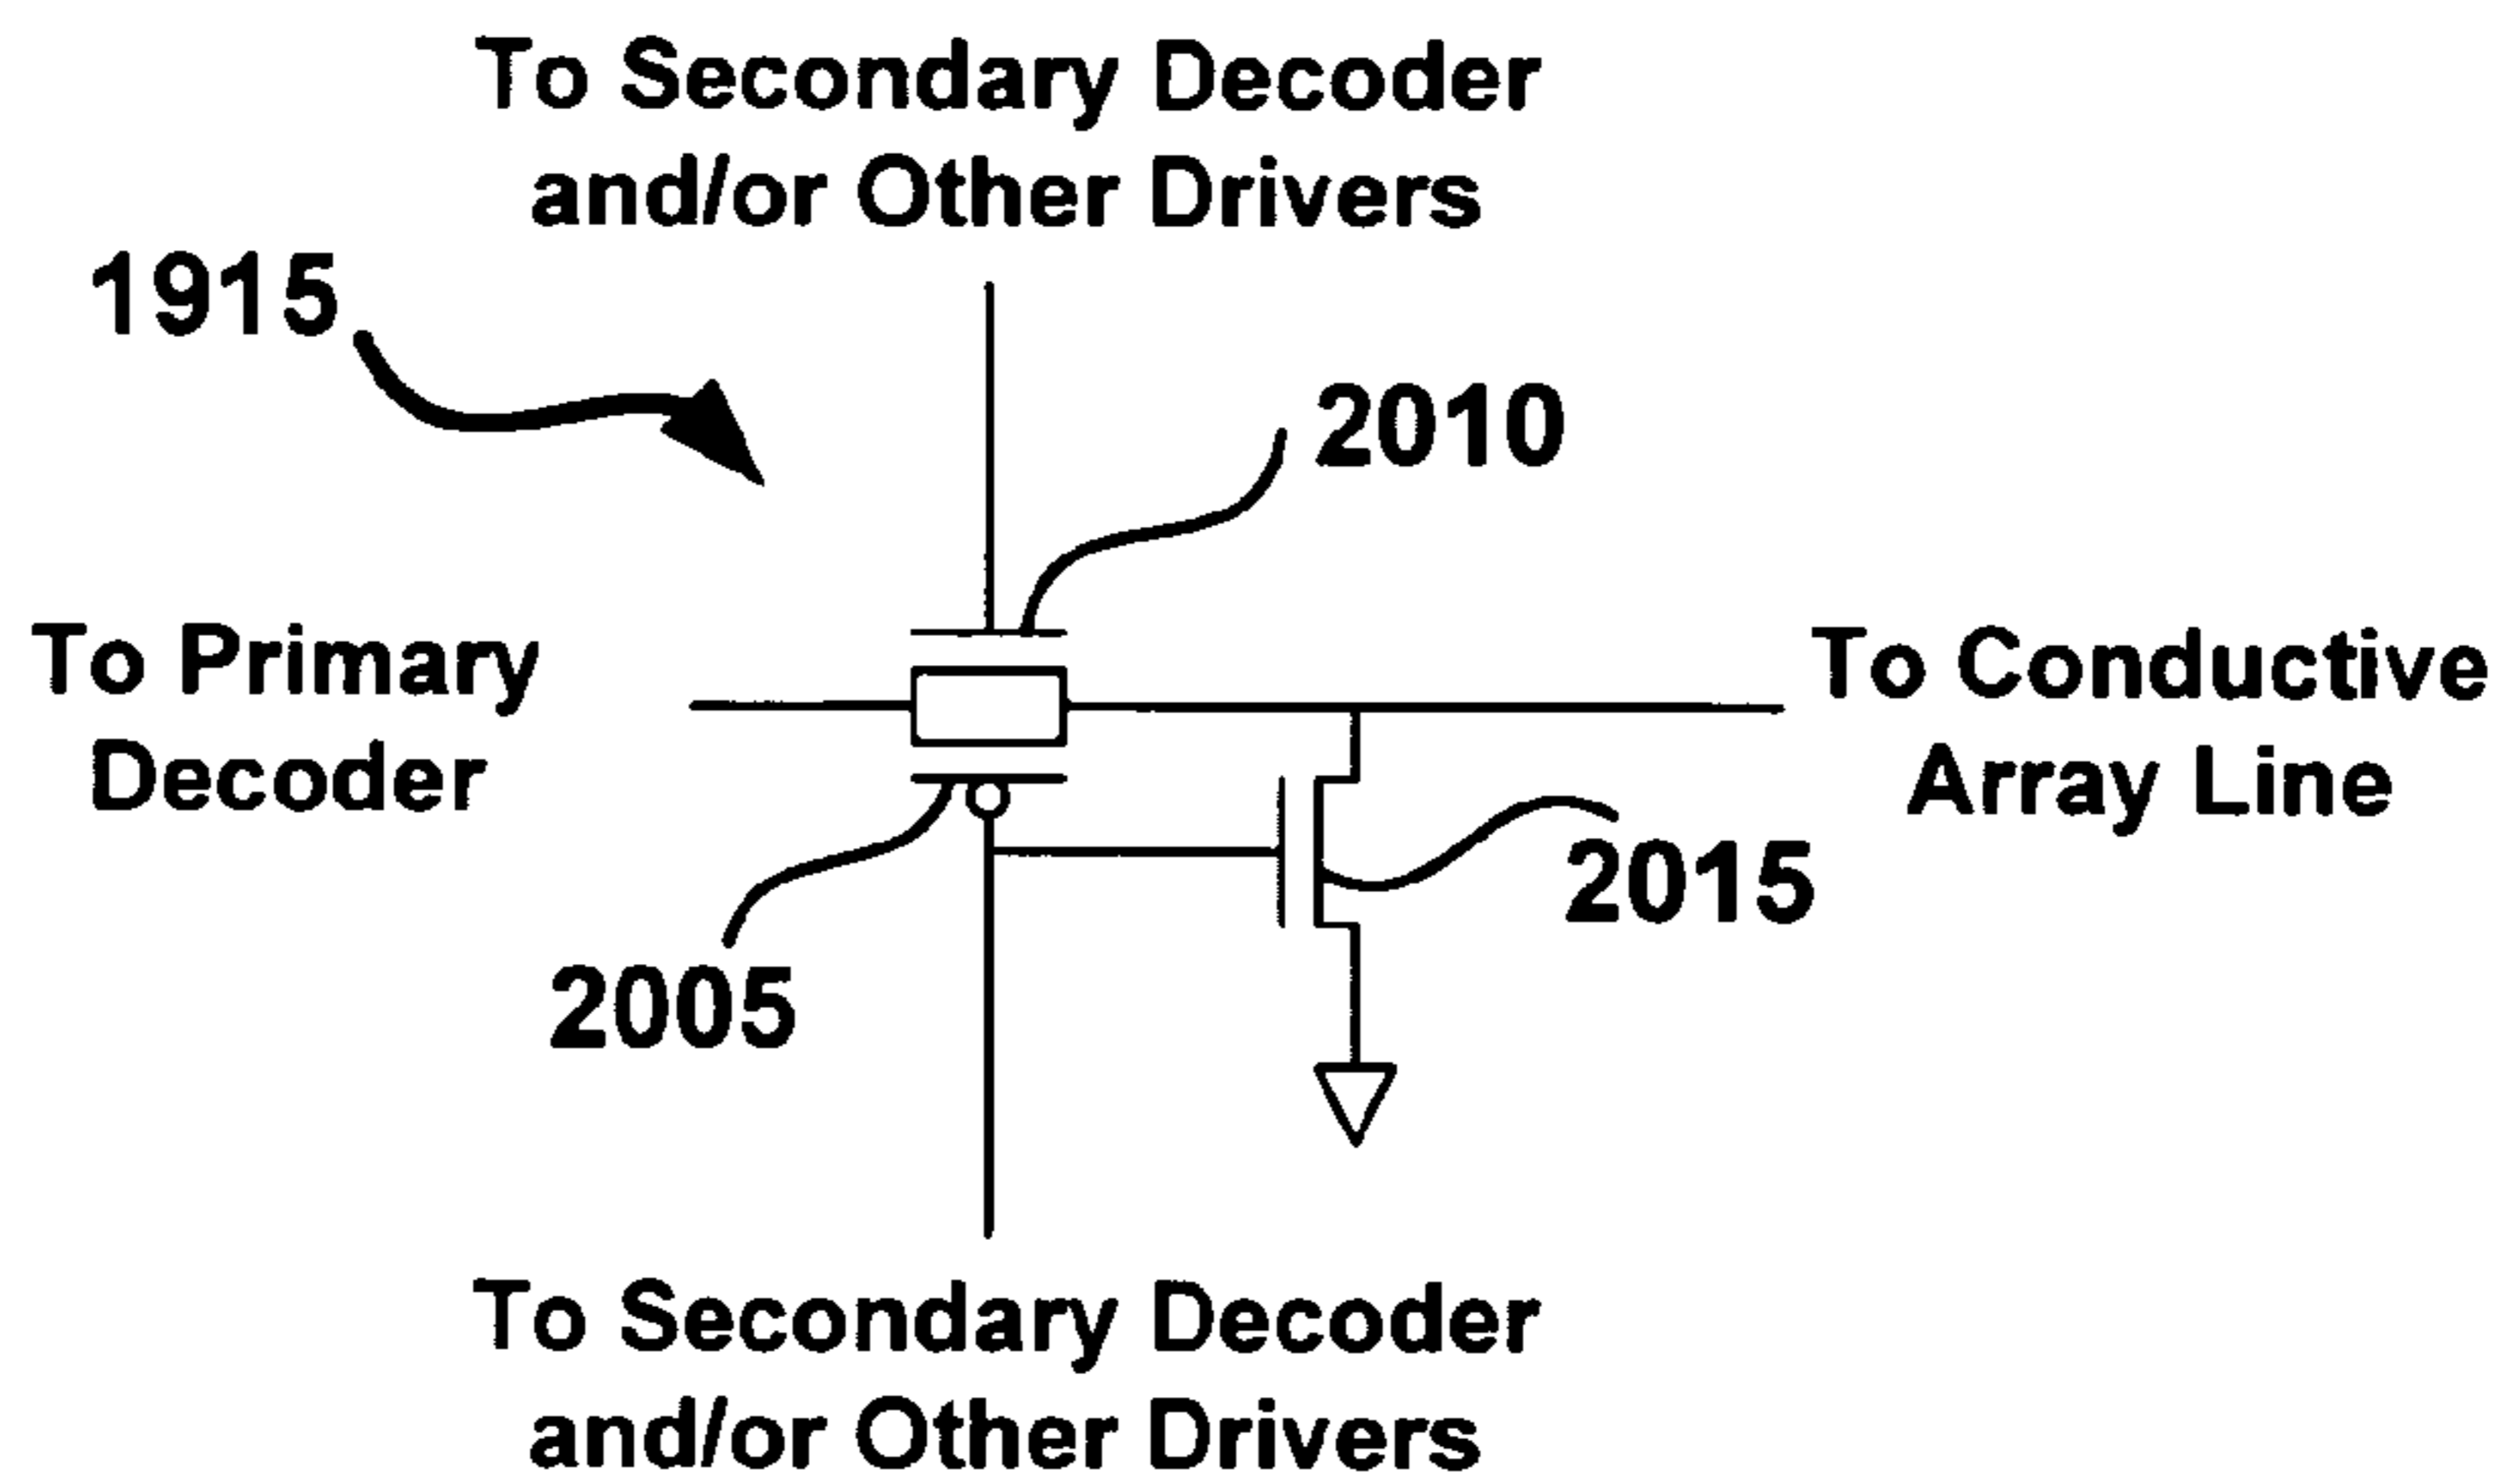 To Secondary Decoder
and/or Other Drivers
1915
2010
To Primary
Decoder
To Conductive
Array Line
2015
2005
To Secondary Decoder
and/or Other Drivers